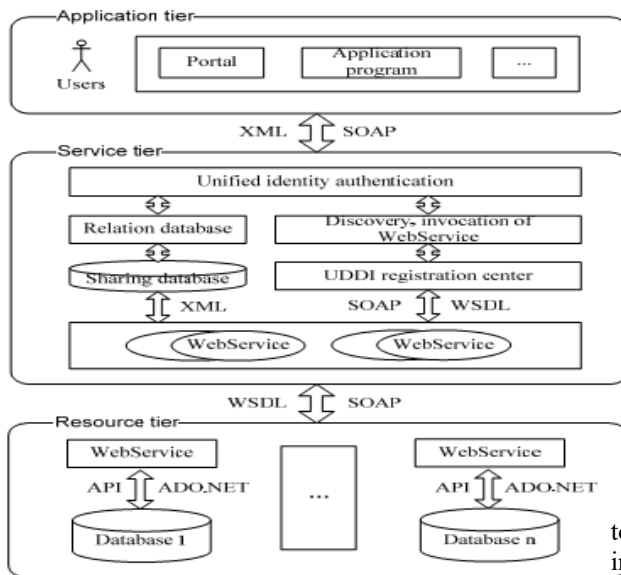 Application tier
Portal
Application
program
...
Users
XML SOAP
Service tier
Unified identity authentication
Relation database
Discovery, invocation of
WebService
Sharing database
UDDI registration center
XML
SOAP WSDL
WebService
WebService
WSDL SOAP
Resource tier
WebService
...
WebService
API ADO.NET
API ADO.NET
Database 1
Database n